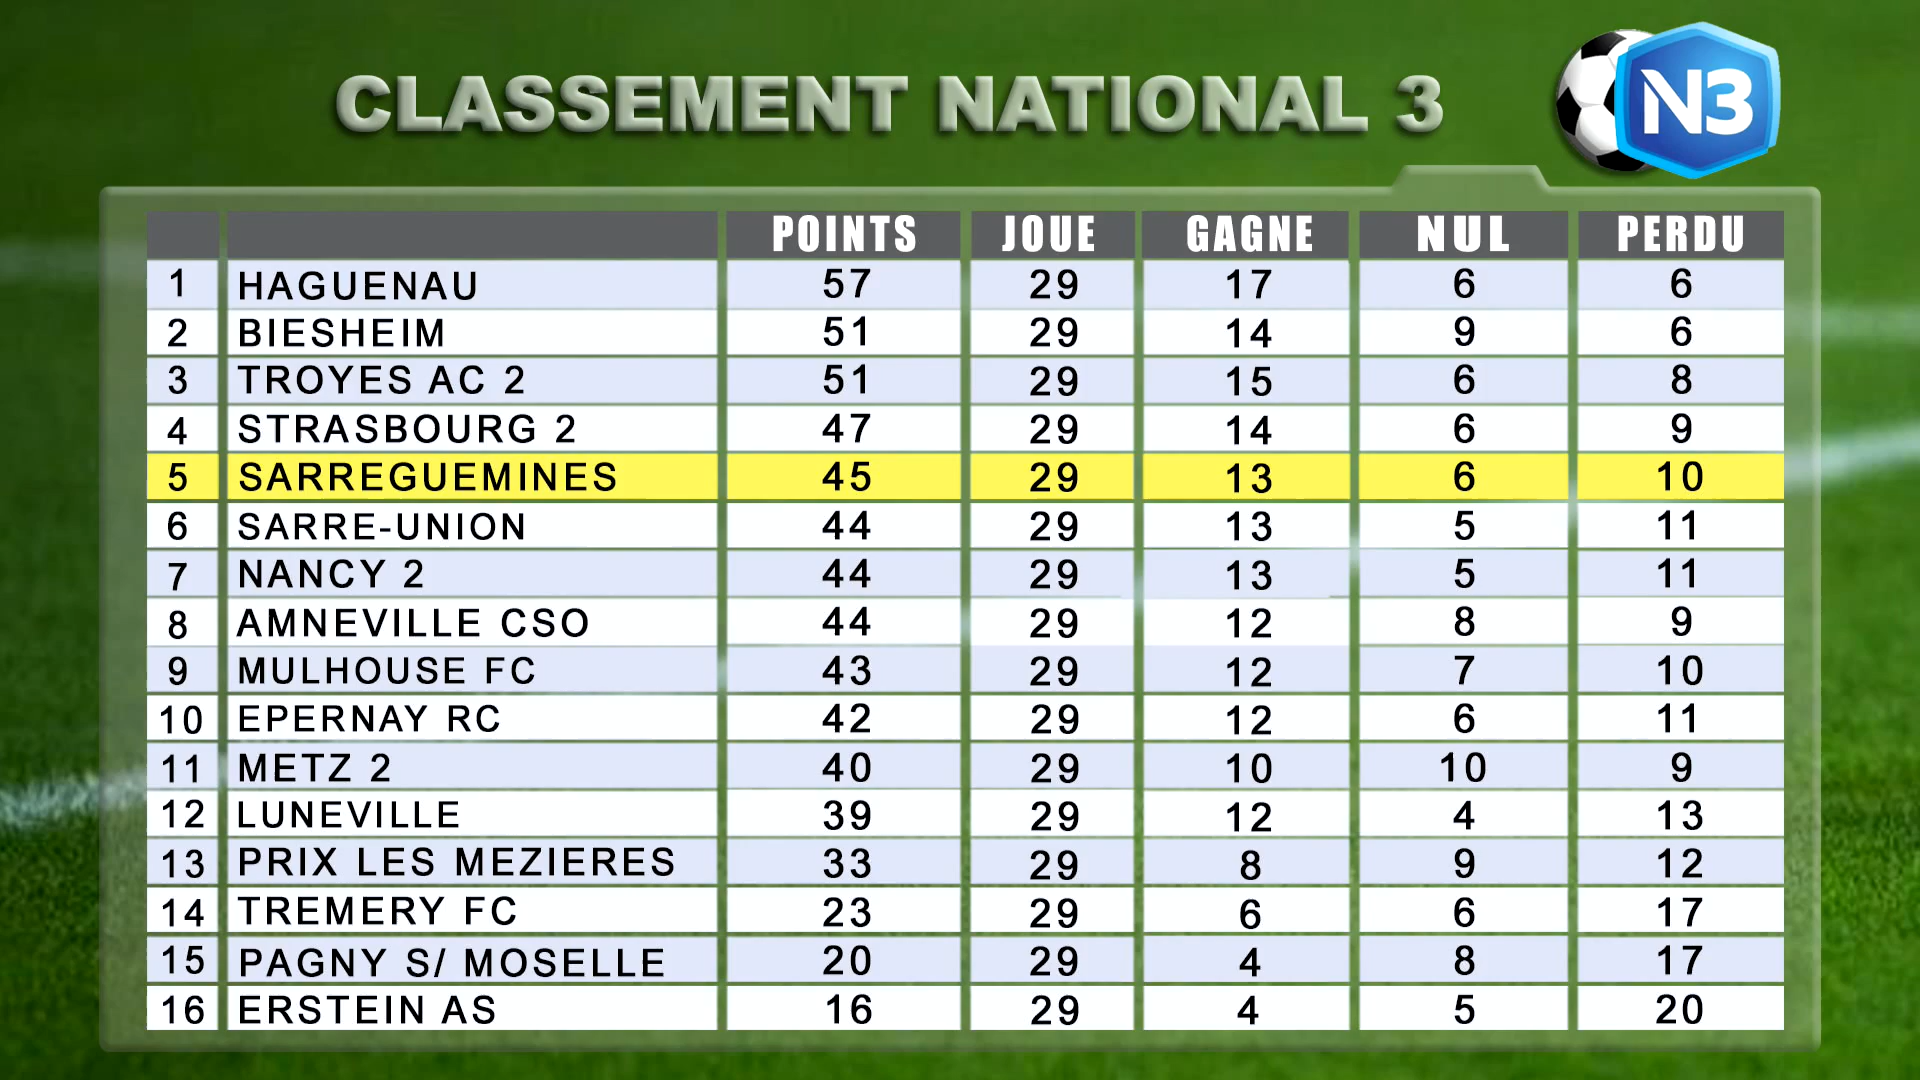 CLASSEMENT NATIONAL 3
N3
POINTS JOUE GAGNE NUL PERDU
1 HAGUENAU 57 29 17 6 6
2 BIESHEIM 51 29 14 9 6
3 TROYES AC 2 51 29 15 6 8
4 STRASBOURG 2 47 29 14 6 9
5 SARREGUEMINES 45 29 13 6 10
6 SARRE-UNION 44 29 13 5 11
7 NANCY 2 44 29 13 5 11
8 AMNEVILLE CSO 44 29 12 8 9
9 MULHOUSE FC 43 29 12 7 10
10 EPERNAY RC 42 29 12 6 11
11 METZ 2 40 29 10 10 9
12 LUNEVILLE 39 29 12 4 13
13 PRIX LES MEZIERES 33 29 8 9 12
14 TREMERY FC 23 29 6 6 17
15 PAGNY S/ MOSELLE 20 29 4 8 17
16 ERSTEIN AS 16 29 4 5 20